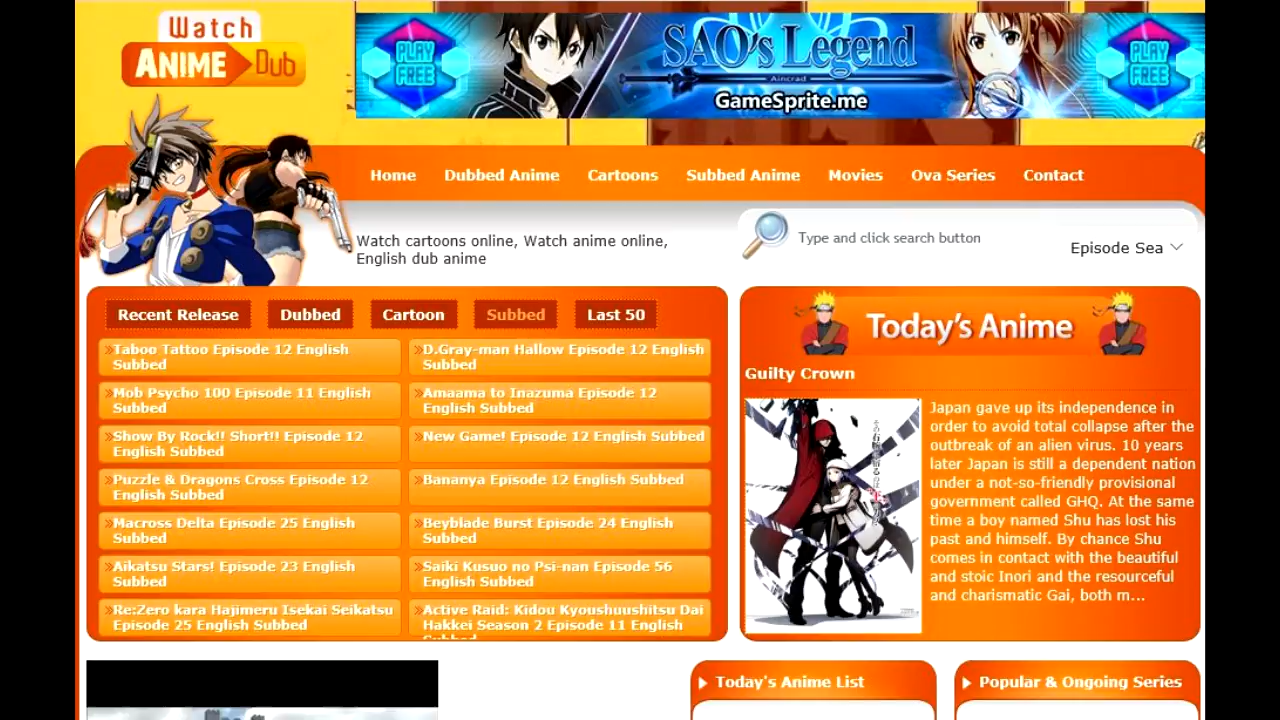 Watch
ANIME Dub
PLAY
FREE
SAO's Legend
Aincrad
GameSprite.me
PLAY
FREE
Home
Dubbed Anime
Cartoons
Subbed Anime
Movies
Ova Series
Contact
Watch cartoons online, Watch anime online,
English dub anime
Type and click search button
Episode Sea
Recent Release
Dubbed
Cartoon
Subbed
Last 50
»Taboo Tattoo Episode 12 English
Subbed
»D.Gray-man Hallow Episode 12 English
Subbed
»Mob Psycho 100 Episode 11 English
Subbed
»Amaama to Inazuma Episode 12
English Subbed
»Show By Rock!! Short!! Episode 12
English Subbed
»New Game! Episode 12 English Subbed
»Puzzle & Dragons Cross Episode 12
English Subbed
»Bananya Episode 12 English Subbed
»Macross Delta Episode 25 English
Subbed
»Beyblade Burst Episode 24 English
Subbed
»Aikatsu Stars! Episode 23 English
Subbed
»Saiki Kusuo no Psi-nan Episode 56
English Subbed
»Re:Zero kara Hajimeru Isekai Seikatsu
Episode 25 English Subbed
»Active Raid: Kidou Kyoushuushitsu Dai
Hakkei Season 2 Episode 11 English
Subbed
Today's Anime
Guilty Crown
Japan gave up its independence in
order to avoid total collapse after the
outbreak of an alien virus. 10 years
later Japan is still a dependent nation
under a not-so-friendly provisional
government called GHQ. At the same
time a boy named Shu has lost his
past and himself. By chance Shu
comes in contact with the beautiful
and stoic Inori and the resourceful
and charismatic Gai, both m...
Today's Anime List
Popular & Ongoing Series